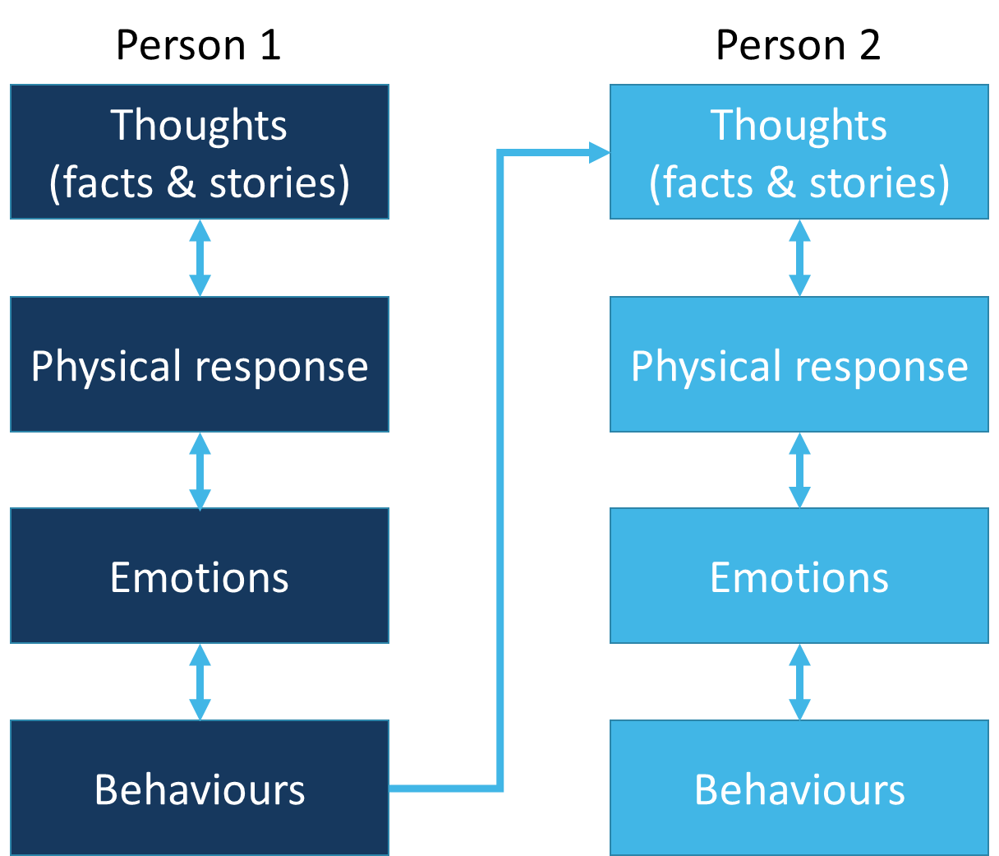 Person 1
Thoughts
(facts & stories)
Physical response
Emotions
Behaviours
Person 2
Thoughts
(facts & stories)
Physical response
Emotions
Behaviours